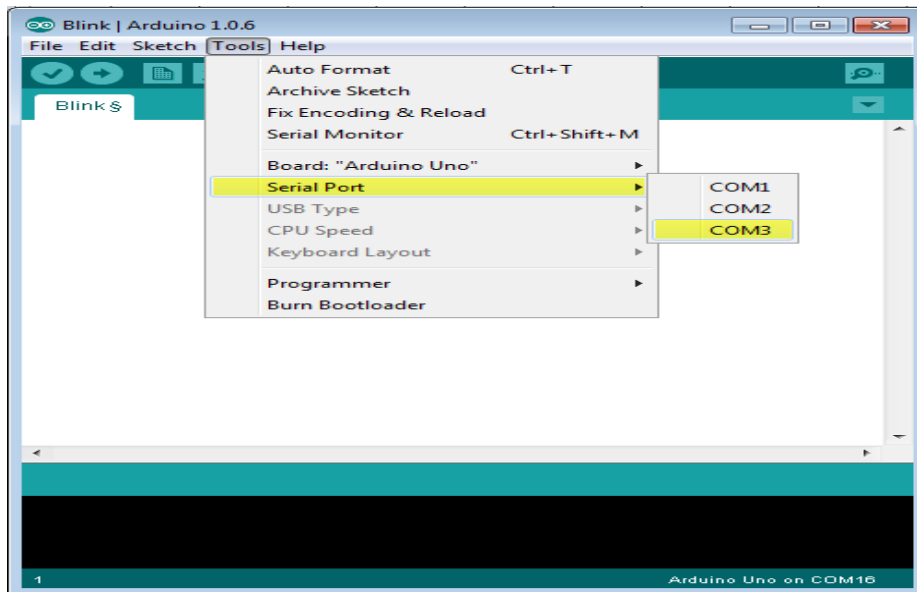 Blink | Arduino 1.0.6
File Edit Sketch Tools Help
Auto Format Ctrl+T
Archive Sketch
Fix Encoding & Reload
Serial Monitor Ctrl+Shift+M
Board: "Arduino Uno"
Serial Port
USB Type
CPU Speed
Keyboard Layout
Programmer
Burn Bootloader
COM1
COM2
COM3
Blink §
1 Arduino Uno on COM16